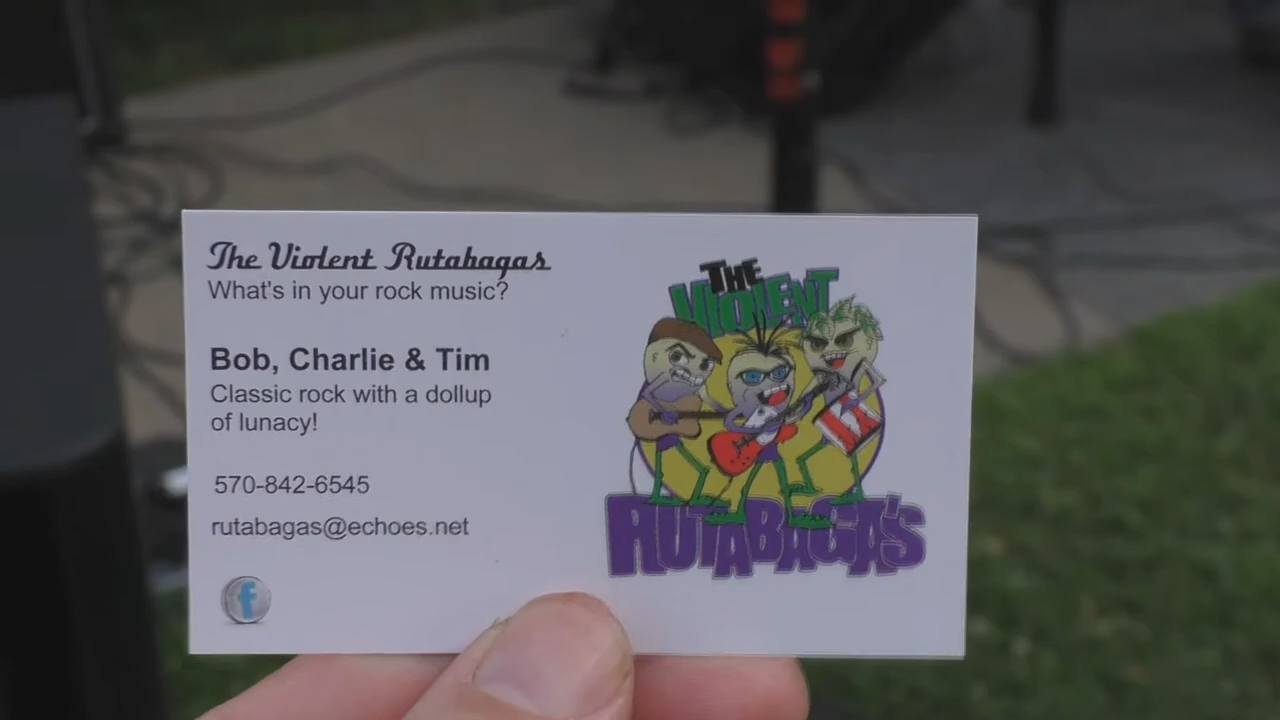 The Violent Rutabagas
What's in your rock music?
Bob, Charlie & Tim
Classic rock with a dollup
of lunacy!
570-842-6545
rutabagas@echoes.net
f
THE
VIOLENT
RUTABAGA'S